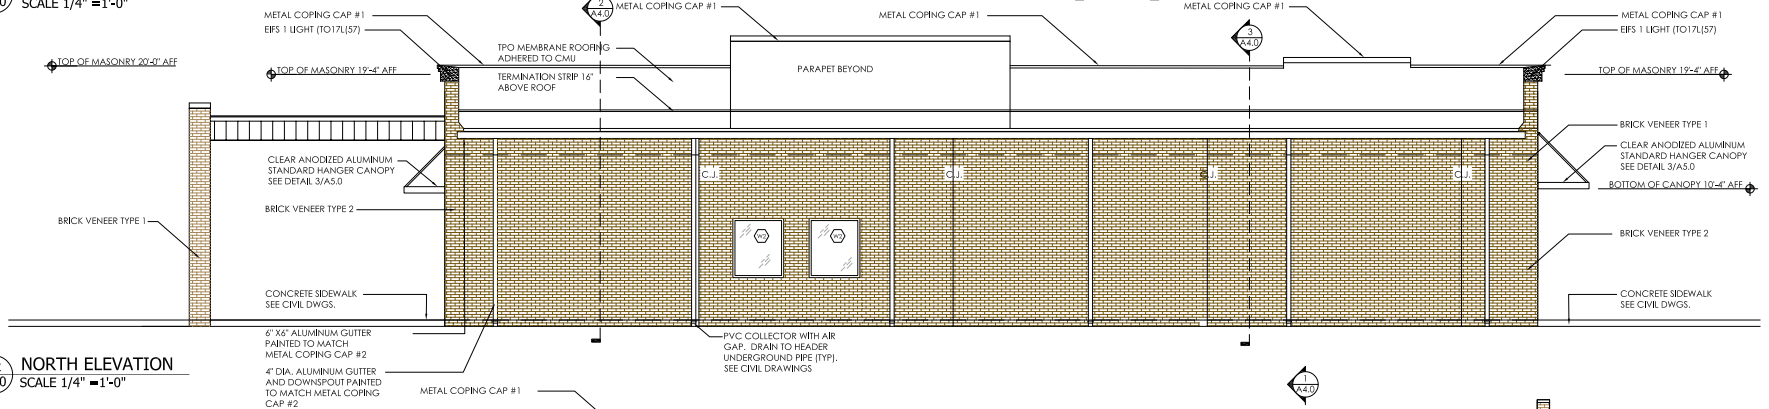 SCALE 1/4" =1'-0"
METAL COPING CAP #1
EIFS 1 LIGHT (TO17L(57)
2
A4.0
METAL COPING CAP #1
METAL COPING CAP #1
METAL COPING CAP #1
3
A4.0
METAL COPING CAP #1
EIFS 1 LIGHT (TO17L(57)
TOP OF MASONRY 20'-0" AFF
TOP OF MASONRY 19'-4" AFF
TPO MEMBRANE ROOFING
ADHERED TO CMU
TERMINATION STRIP 16"
ABOVE ROOF
PARAPET BEYOND
TOP OF MASONRY 19'-4" AFF
BRICK VENEER TYPE 1
CLEAR ANODIZED ALUMINUM
STANDARD HANGER CANOPY
SEE DETAIL 3/A5.0
CLEAR ANODIZED ALUMINUM
STANDARD HANGER CANOPY
SEE DETAIL 3/A5.0
C.J.
C.J.
C.J.
C.J.
BOTTOM OF CANOPY 10'-4" AFF
BRICK VENEER TYPE 1
BRICK VENEER TYPE 2
W2
W2
BRICK VENEER TYPE 2
CONCRETE SIDEWALK
SEE CIVIL DWGS.
CONCRETE SIDEWALK
SEE CIVIL DWGS.
6" X6" ALUMINUM GUTTER
PAINTED TO MATCH
METAL COPING CAP #2
PVC COLLECTOR WITH AIR
GAP. DRAIN TO HEADER
UNDERGROUND PIPE (TYP).
SEE CIVIL DRAWINGS
NORTH ELEVATION
SCALE 1/4" =1'-0"
4" DIA. ALUMINUM GUTTER
AND DOWNSPOUT PAINTED
TO MATCH METAL COPING
CAP #2
METAL COPING CAP #1
1
A4.0